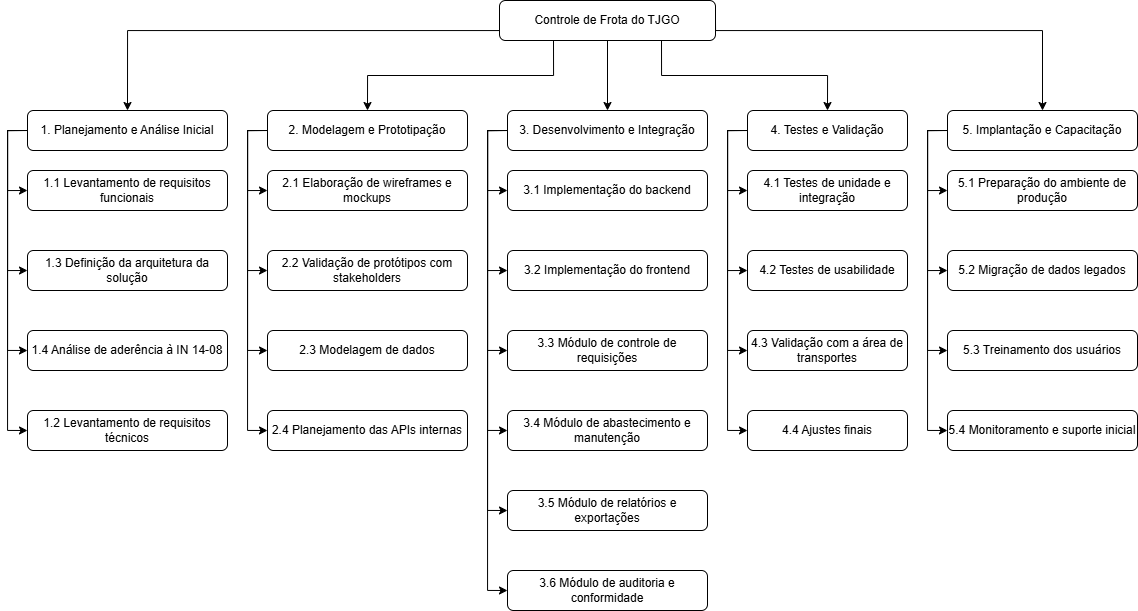 Controle de Frota do TJGO
1. Planejamento e Análise Inicial
1.1 Levantamento de requisitos
funcionais
1.3 Definição da arquitetura da
solução
1.4 Análise de aderência à IN 14-08
1.2 Levantamento de requisitos
técnicos
2. Modelagem e Prototipação
2.1 Elaboração de wireframes e
mockups
2.2 Validação de protótipos com
stakeholders
2.3 Modelagem de dados
2.4 Planejamento das APIs internas
3. Desenvolvimento e Integração
3.1 Implementação do backend
3.2 Implementação do frontend
3.3 Módulo de controle de
requisições
3.4 Módulo de abastecimento e
manutenção
3.5 Módulo de relatórios e
exportações
3.6 Módulo de auditoria e
conformidade
4. Testes e Validação
4.1 Testes de unidade e
integração
4.2 Testes de usabilidade
4.3 Validação com a área de
transportes
4.4 Ajustes finais
5. Implantação e Capacitação
5.1 Preparação do ambiente de
produção
5.2 Migração de dados legados
5.3 Treinamento dos usuários
5.4 Monitoramento e suporte inicial